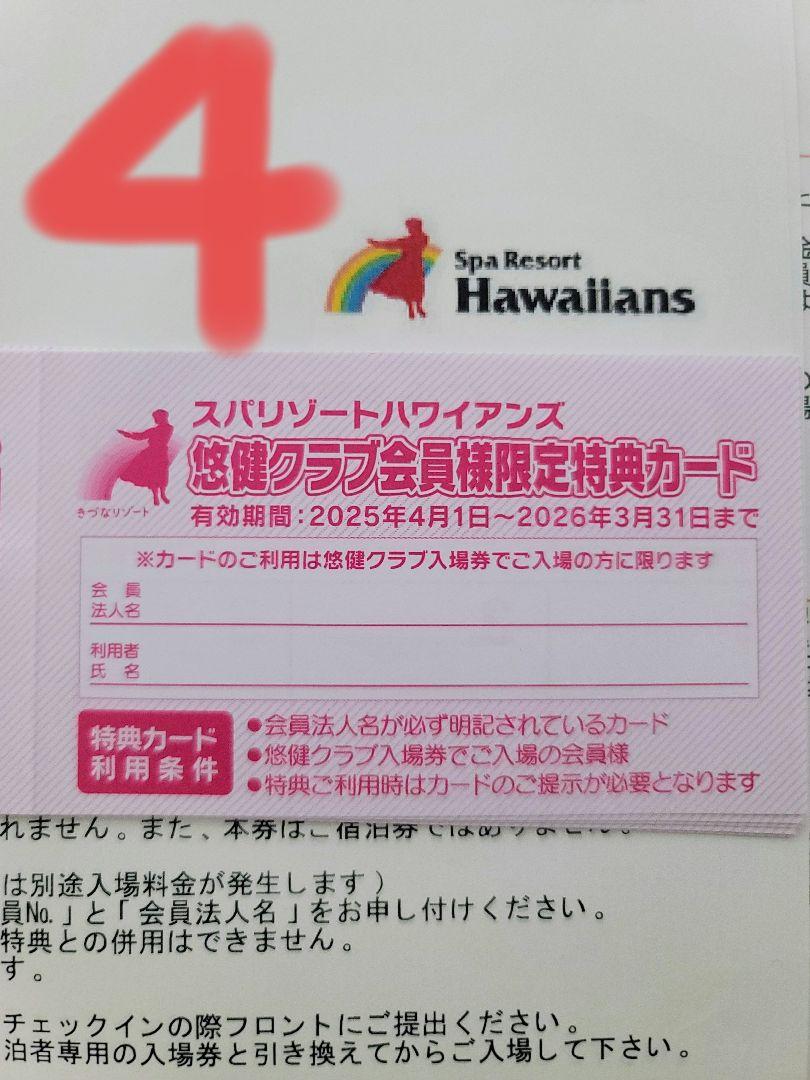 4
Spa Resort
Hawaiians
スパリゾートハワイアンズ
悠健クラブ会員様限定特典カード
きづなリゾート
有効期間:2025年4月1日～2026年3月31日まで
※カードのご利用は悠健クラブ入場券でご入場の方に限ります
会員
法人名
利用者
氏名
特典カード
利用条件
●会員法人名が必ず明記されているカード
●悠健クラブ入場券でご入場の会員様
●特典ご利用時はカードのご提示が必要となります
れません。また、本券はご宿泊券ではありません。
は別途入場料金が発生します)
員No.」と「会員法人名」をお申し付けください。
特典との併用はできません。
す。
チェックインの際フロントにご提出ください。
泊者専用の入場券と引き換えてからご入場して下さい。